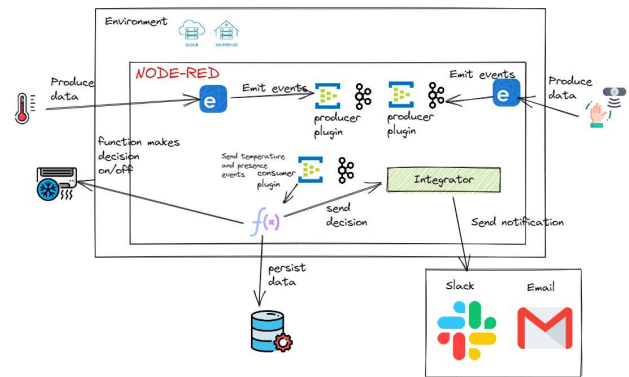 Environment
CLOUD
ON-PREMISE
NODE-RED
Produce
data
e
Emit events
producer
plugin
producer
plugin
Emit events
e
Produce
data
function makes
decision
on/off
Send temperature
and presence
events
consumer
plugin
Integrator
f(x)
send
decision
Send notification
persist
data
Slack
Email